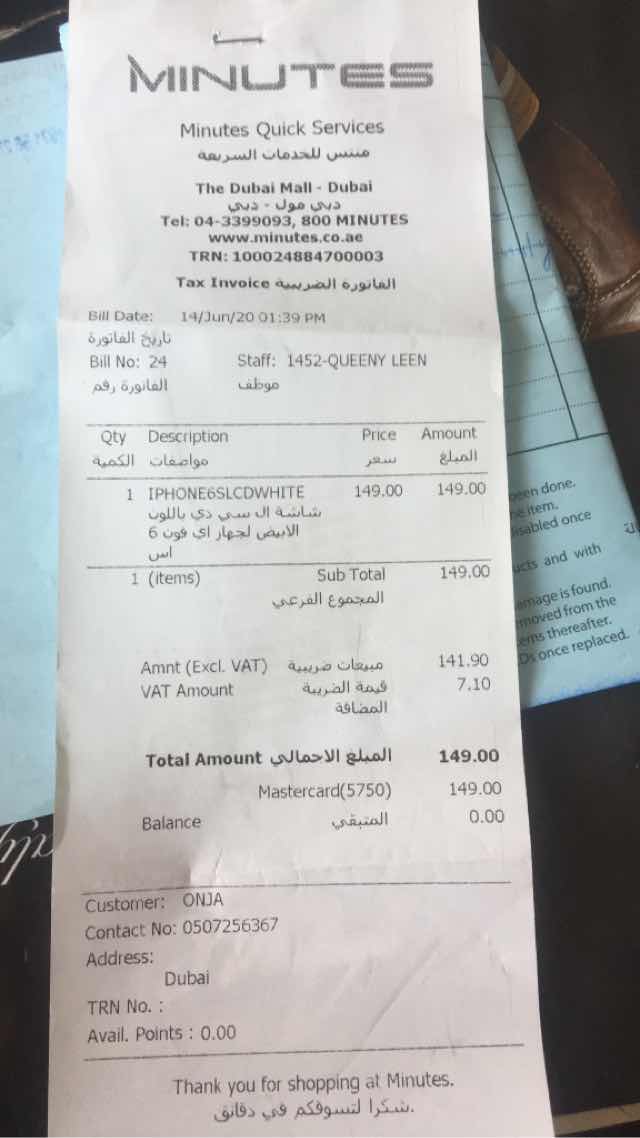 MINUTES
Minutes Quick Services
منتس للخدمات السريعة
The Dubai Mall - Dubai
دبي مول - دبي
Tel: 04-3399093, 800 MINUTES
www.minutes.co.ae
TRN: 100024884700003
Tax Invoice الفاتورة الضريبية
Bill Date: 14/Jun/20 01:39 PM
تاريخ الفاتورة
Bill No: 24 Staff: 1452-QUEENY LEEN
الفاتورة رقم موظف
Qty Description Price Amount
الكمية مواصفات سعر المبلغ
1 IPHONE6SLCDWHITE 149.00 149.00
شاشة ال سي دي باللون
الابيض لجهاز اي فون 6
اس
1 (items) Sub Total 149.00
المجموع الفرعي
Amnt (Excl. VAT) مبيعات ضريبية 141.90
VAT Amount قيمة الضريبة 7.10
المضافة
Total Amount المبلغ الاجمالي 149.00
Mastercard(5750) 149.00
Balance المتبقي 0.00
Customer: ONJA
Contact No: 0507256367
Address:
Dubai
TRN No. :
Avail. Points : 0.00
Thank you for shopping at Minutes.
شكرا لتسوقكم في دقائق.
been done.
he item.
isabled once
ucts and with
amage is found.
moved from the
ems thereafter.
Ds once replaced.